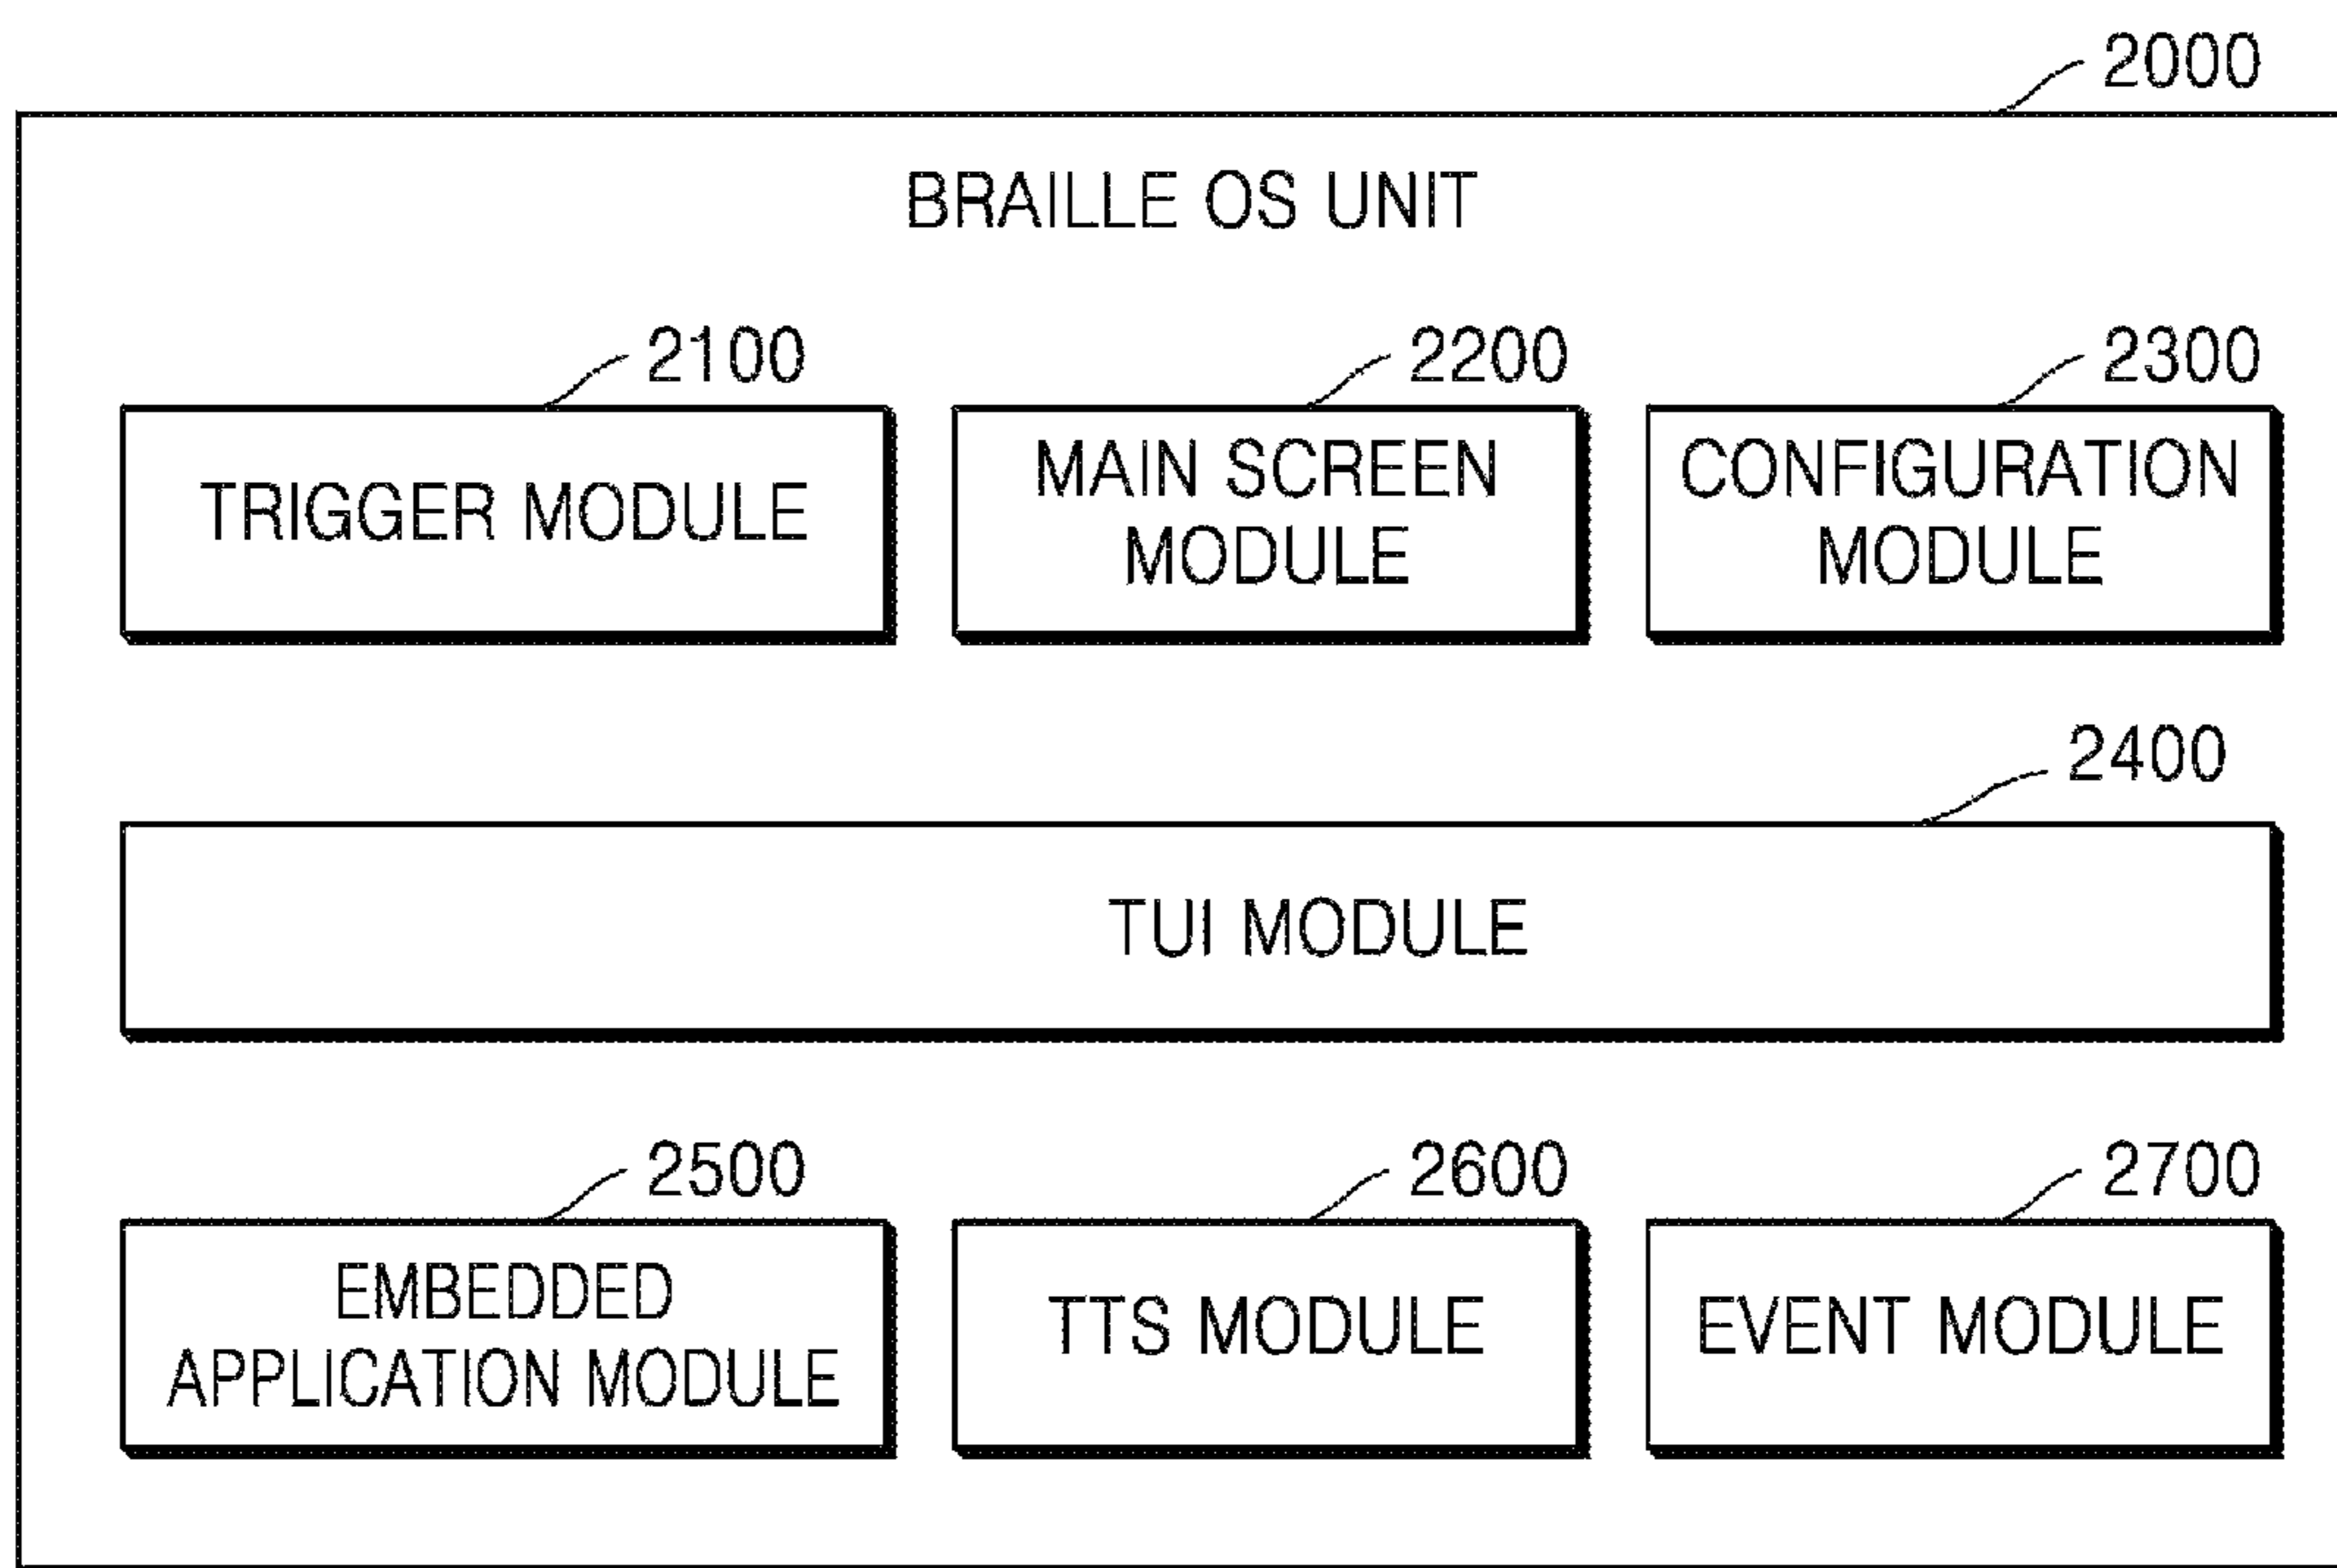 2000
BRAILLE OS UNIT
2100
2200
2300
TRIGGER MODULE
MAIN SCREEN
MODULE
CONFIGURATION
MODULE
2400
TUI MODULE
2500
2600
2700
EMBEDDED
APPLICATION MODULE
TTS MODULE
EVENT MODULE